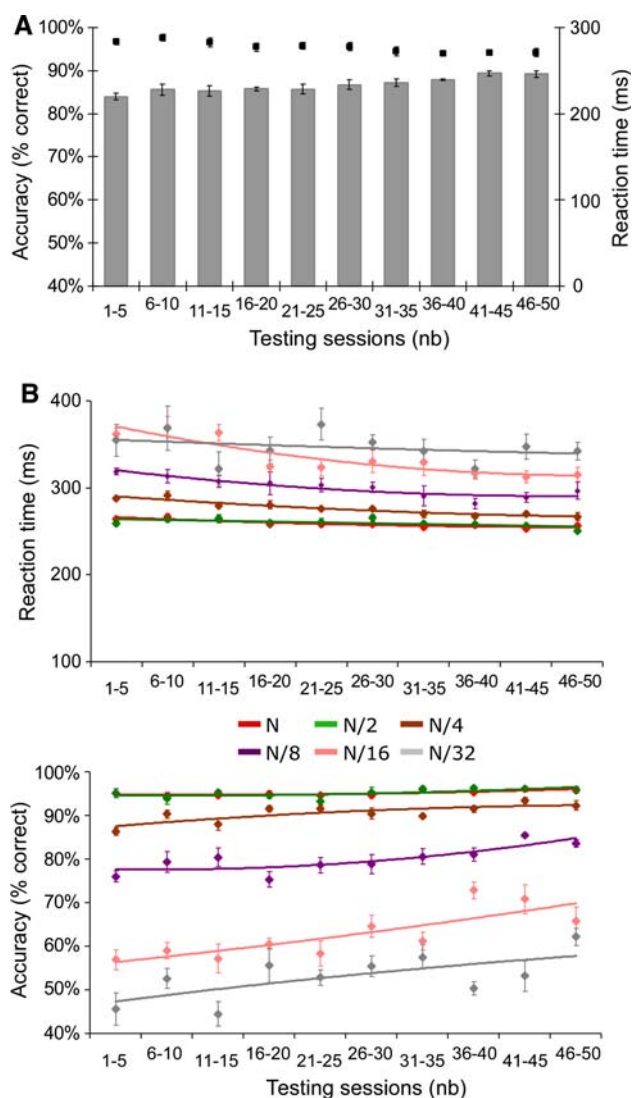 A
100%
90%
80%
70%
60%
50%
40%
Accuracy (% correct)
300
200
100
0
Reaction time (ms)
1-5 6-10 11-15 16-20 21-25 26-30 31-35 36-40 41-45 46-50
Testing sessions (nb)
B
400
300
200
100
Reaction time (ms)
1-5 6-10 11-15 16-20 21-25 26-30 31-35 36-40 41-45 46-50
N N/2 N/4
N/8 N/16 N/32
100%
90%
80%
70%
60%
50%
40%
Accuracy (% correct)
1-5 6-10 11-15 16-20 21-25 26-30 31-35 36-40 41-45 46-50
Testing sessions (nb)